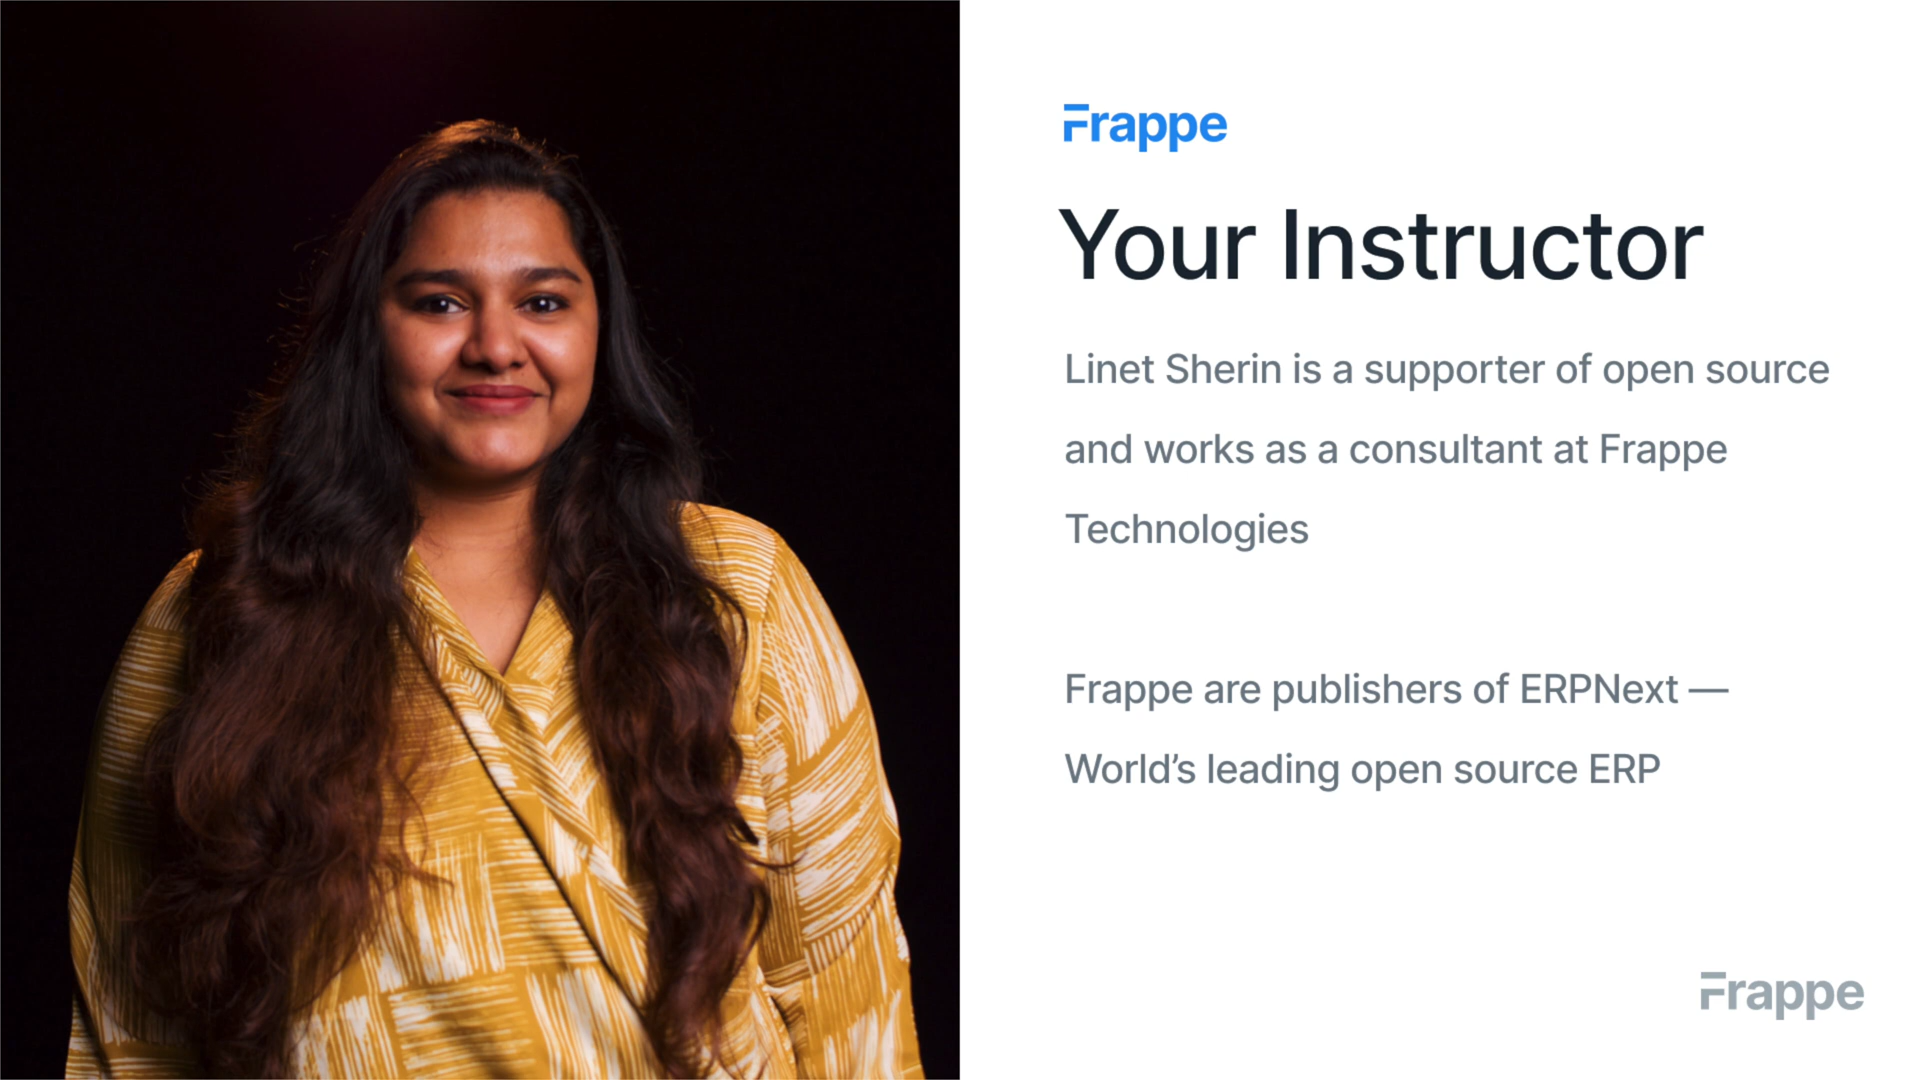 Frappe
Your Instructor
Linet Sherin is a supporter of open source
and works as a consultant at Frappe
Technologies
Frappe are publishers of ERPNext —
World’s leading open source ERP
Frappe